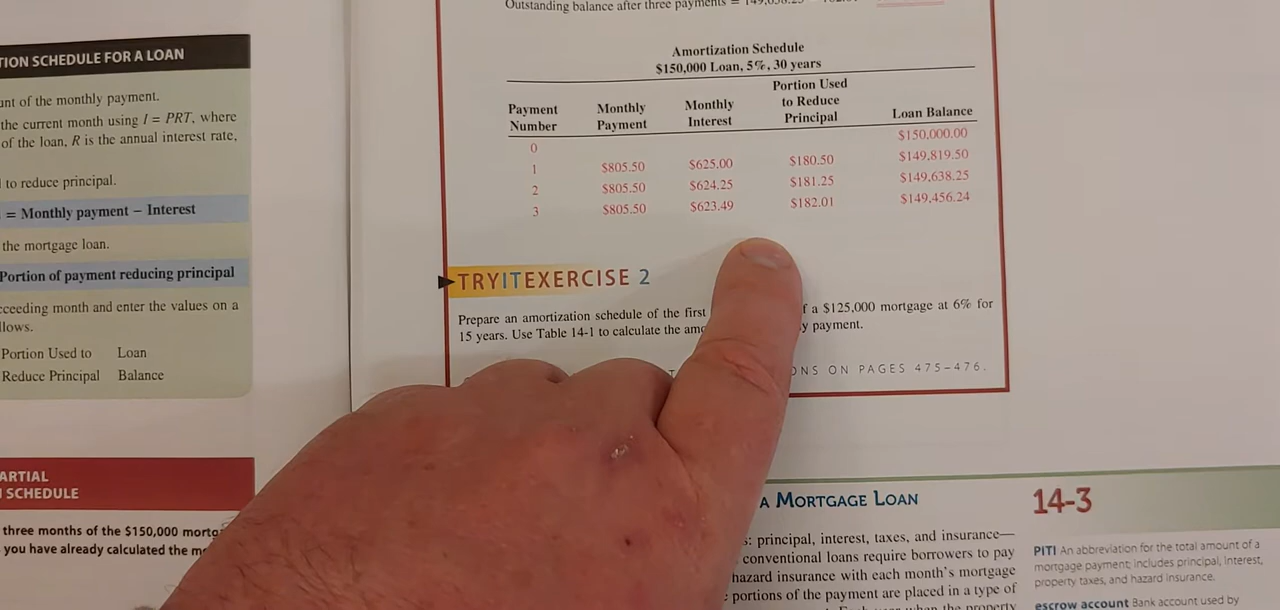 TION SCHEDULE FOR A LOAN
unt of the monthly payment.
the current month using I = PRT, where
of the loan, R is the annual interest rate,
to reduce principal.
= Monthly payment − Interest
the mortgage loan.
Portion of payment reducing principal
ceeding month and enter the values on a
llows.
Portion Used to Loan
Reduce Principal Balance
ARTIAL
SCHEDULE
three months of the $150,000
you have already calculated the
Outstanding balance after three payments =
Amortization Schedule
$150,000 Loan, 5%, 30 years
Payment Number Monthly Payment Monthly Interest Portion Used to Reduce Principal Loan Balance
0 $150,000.00
1 $805.50 $625.00 $180.50 $149,819.50
2 $805.50 $624.25 $181.25 $149,638.25
3 $805.50 $623.49 $182.01 $149,456.24
TRYITEXERCISE 2
Prepare an amortization schedule of the first f a $125,000 mortgage at 6% for
15 years. Use Table 14-1 to calculate the y payment.
ONS ON PAGES 475–476.
A MORTGAGE LOAN
principal, interest, taxes, and insurance—
conventional loans require borrowers to pay
hazard insurance with each month's mortgage
portions of the payment are placed in a type of
when the property
14-3
PITI An abbreviation for the total amount of a
mortgage payment; includes principal, interest,
property taxes, and hazard insurance.
escrow account Bank account used by